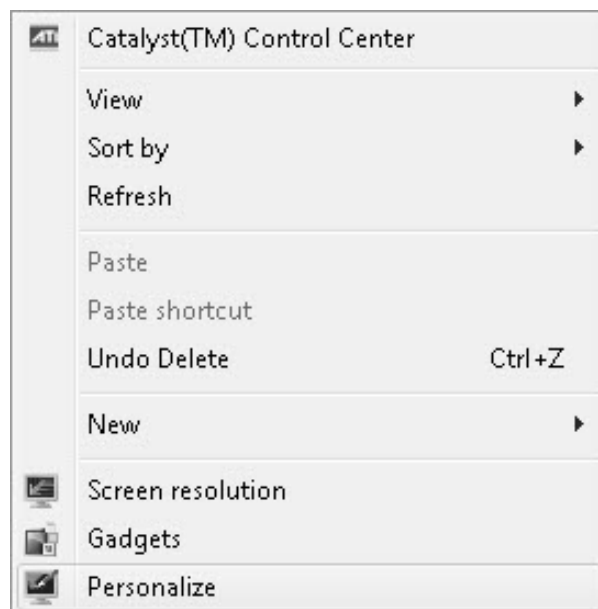 ATI Catalyst(TM) Control Center
View
Sort by
Refresh
Paste
Paste shortcut
Undo Delete Ctrl+Z
New
Screen resolution
Gadgets
Personalize